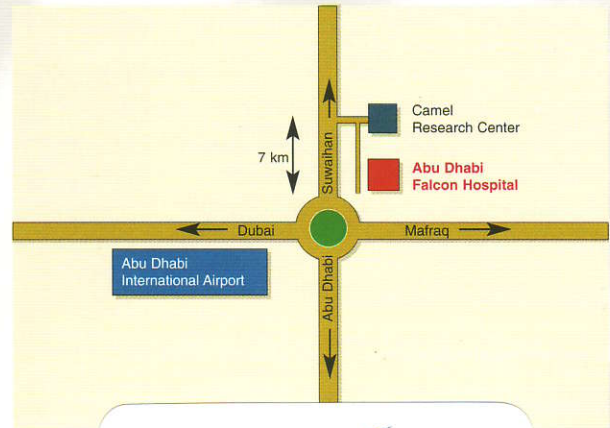 Camel
Research Center
7 km
Suwaihan
Abu Dhabi
Falcon Hospital
Dubai
Mafraq
Abu Dhabi
International Airport
Abu Dhabi